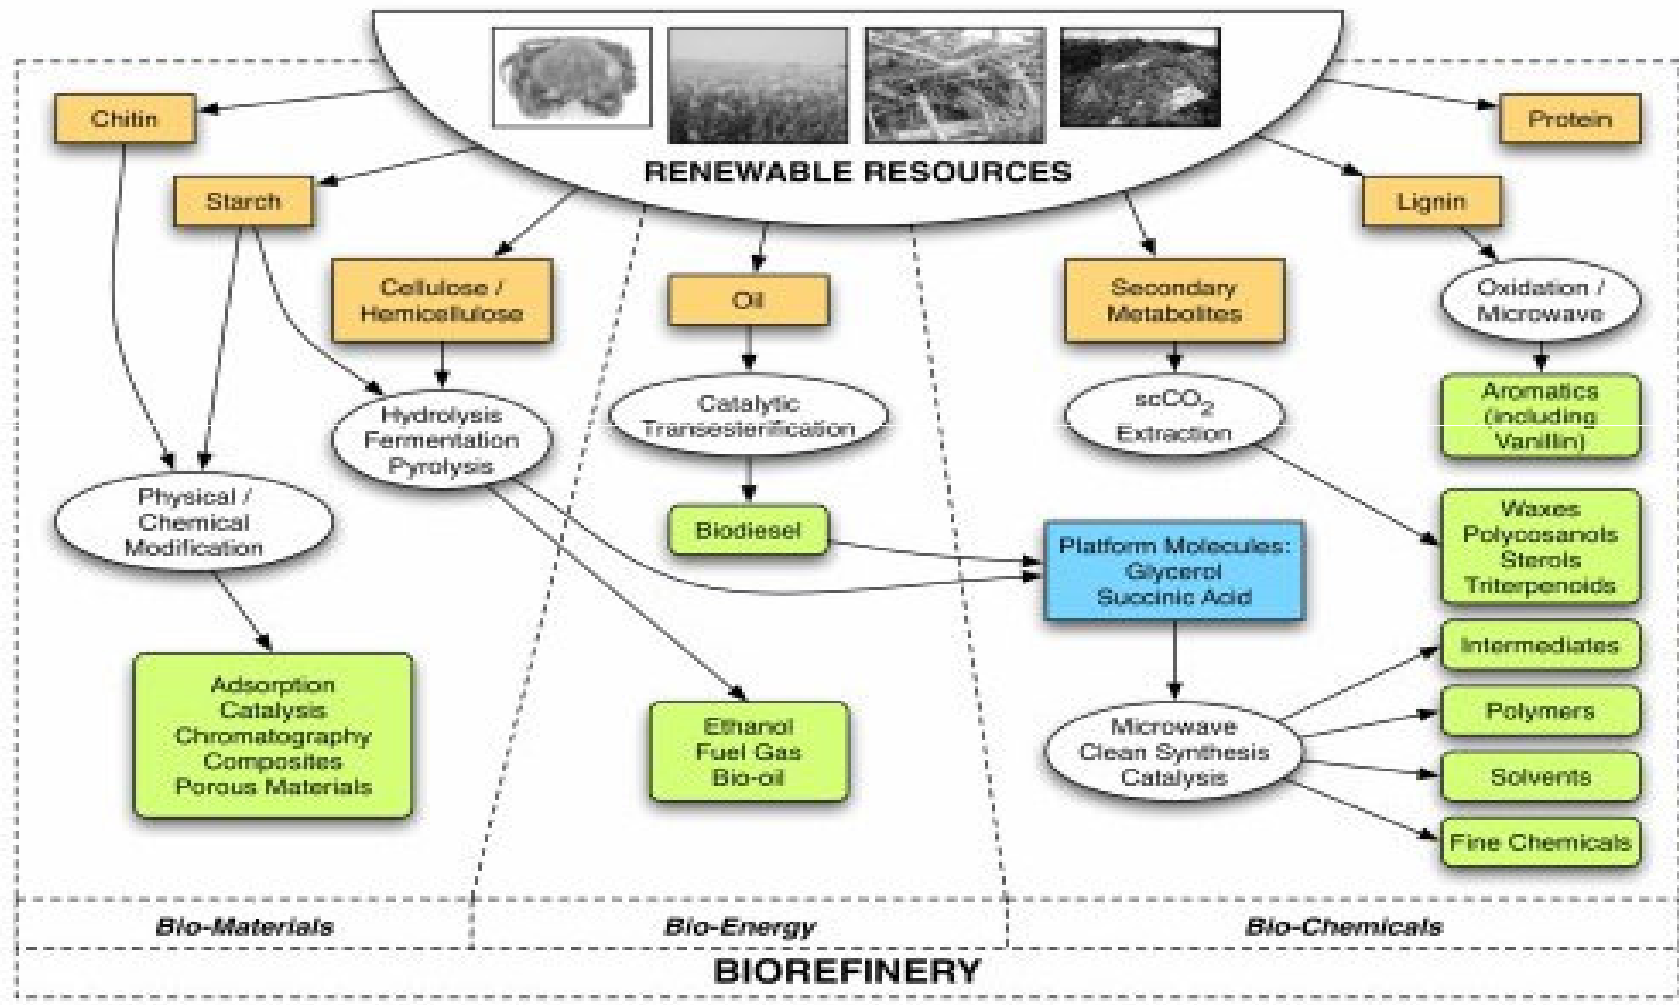 RENEWABLE RESOURCES
Chitin
Protein
Starch
Lignin
Cellulose /
Hemicellulose
Oil
Secondary
Metabolites
Oxidation /
Microwave
Hydrolysis
Fermentation
Pyrolysis
Catalytic
Transesterification
scCO2
Extraction
Aromatics
(including
Vanillin)
Physical /
Chemical
Modification
Biodiesel
Platform Molecules:
Glycerol
Succinic Acid
Waxes
Polycosanols
Sterols
Triterpenoids
Intermediates
Adsorption
Catalysis
Chromatography
Composites
Porous Materials
Ethanol
Fuel Gas
Bio-oil
Microwave
Clean Synthesis
Catalysis
Polymers
Solvents
Fine Chemicals
Bio-Materials
Bio-Energy
Bio-Chemicals
BIOREFINERY